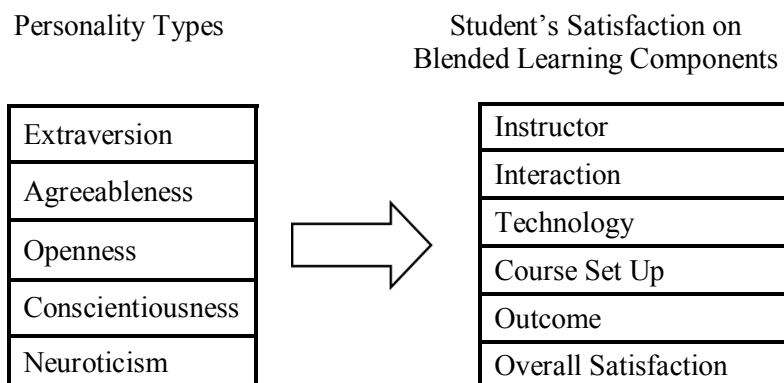 Personality Types
Student’s Satisfaction on
Blended Learning Components
Extraversion
Agreeableness
Openness
Conscientiousness
Neuroticism
Instructor
Interaction
Technology
Course Set Up
Outcome
Overall Satisfaction